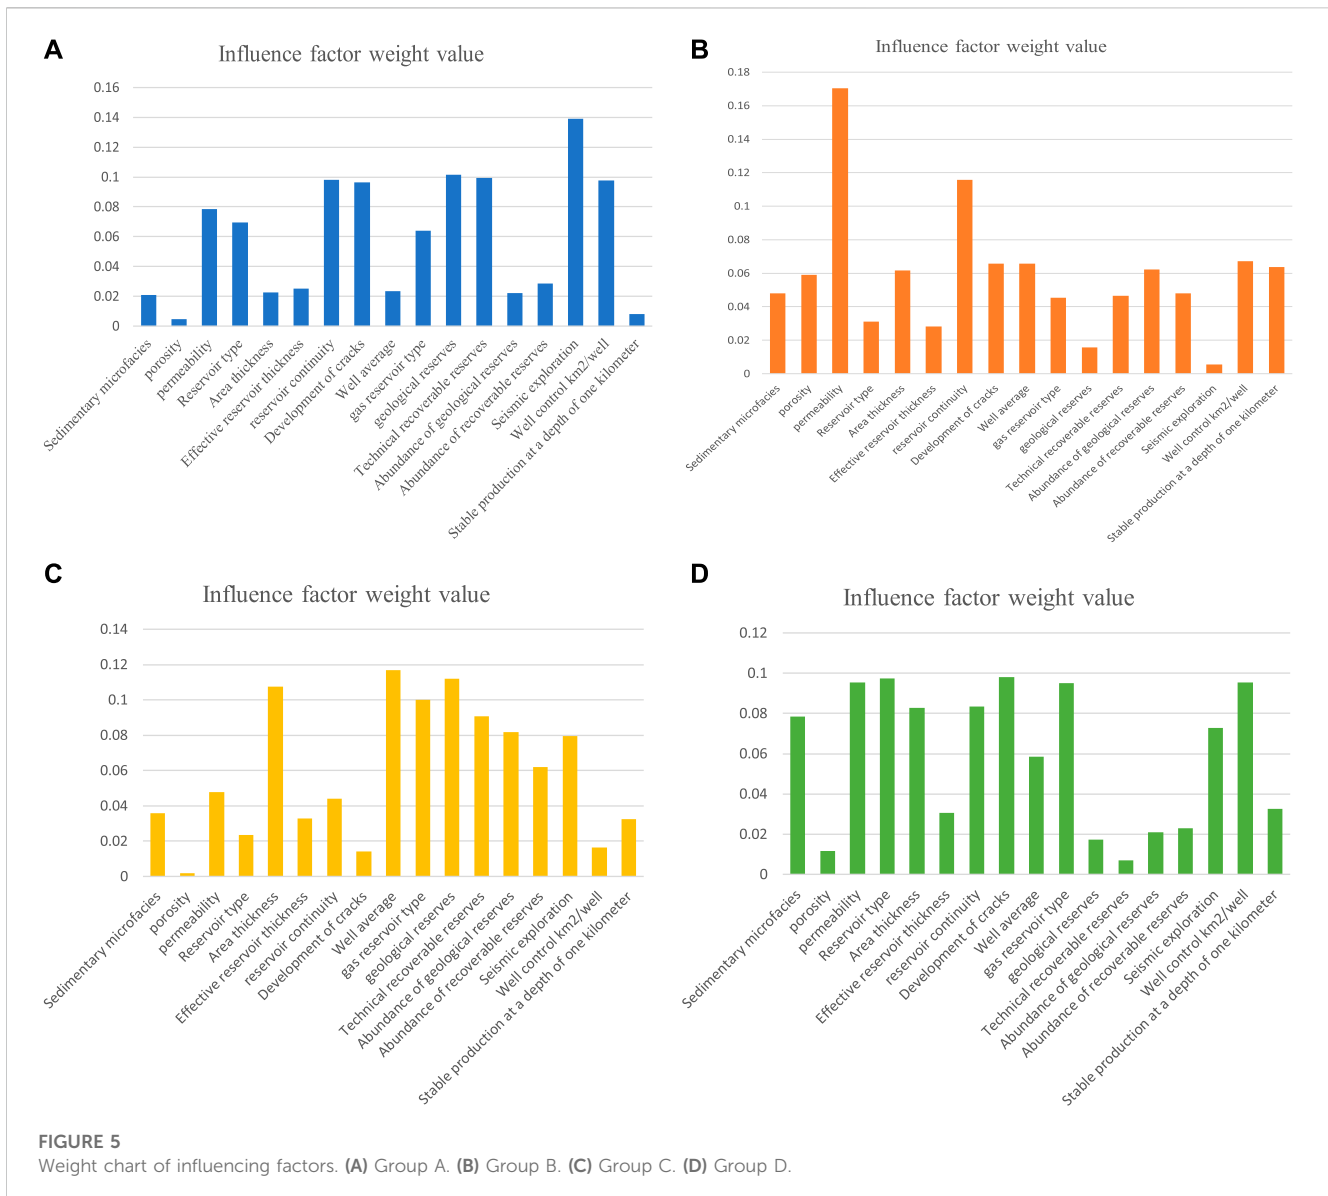 A
Influence factor weight value
0.16
0.14
0.12
0.1
0.08
0.06
0.04
0.02
0
Sedimentary microfacies
porosity
permeability
Reservoir type
Area thickness
Effective reservoir thickness
reservoir continuity
Development of cracks
Well average
gas reservoir type
geological reserves
Technical recoverable reserves
Abundance of geological reserves
Abundance of recoverable reserves
Seismic exploration
Well control km2/well
Stable production at a depth of one kilometer
B
Influence factor weight value
0.18
0.16
0.14
0.12
0.1
0.08
0.06
0.04
0.02
0
Sedimentary microfacies
porosity
permeability
Reservoir type
Area thickness
Effective reservoir thickness
reservoir continuity
Development of cracks
Well average
gas reservoir type
geological reserves
Technical recoverable reserves
Abundance of geological reserves
Abundance of recoverable reserves
Seismic exploration
Well control km2/well
Stable production at a depth of one kilometer
C
Influence factor weight value
0.14
0.12
0.1
0.08
0.06
0.04
0.02
0
Sedimentary microfacies
porosity
permeability
Reservoir type
Area thickness
Effective reservoir thickness
reservoir continuity
Development of cracks
Well average
gas reservoir type
geological reserves
Technical recoverable reserves
Abundance of geological reserves
Abundance of recoverable reserves
Seismic exploration
Well control km2/well
Stable production at a depth of one kilometer
D
Influence factor weight value
0.12
0.1
0.08
0.06
0.04
0.02
0
Sedimentary microfacies
porosity
permeability
Reservoir type
Area thickness
Effective reservoir thickness
reservoir continuity
Development of cracks
Well average
gas reservoir type
geological reserves
Technical recoverable reserves
Abundance of geological reserves
Abundance of recoverable reserves
Seismic exploration
Well control km2/well
Stable production at a depth of one kilometer
FIGURE 5
Weight chart of influencing factors. (A) Group A. (B) Group B. (C) Group C. (D) Group D.